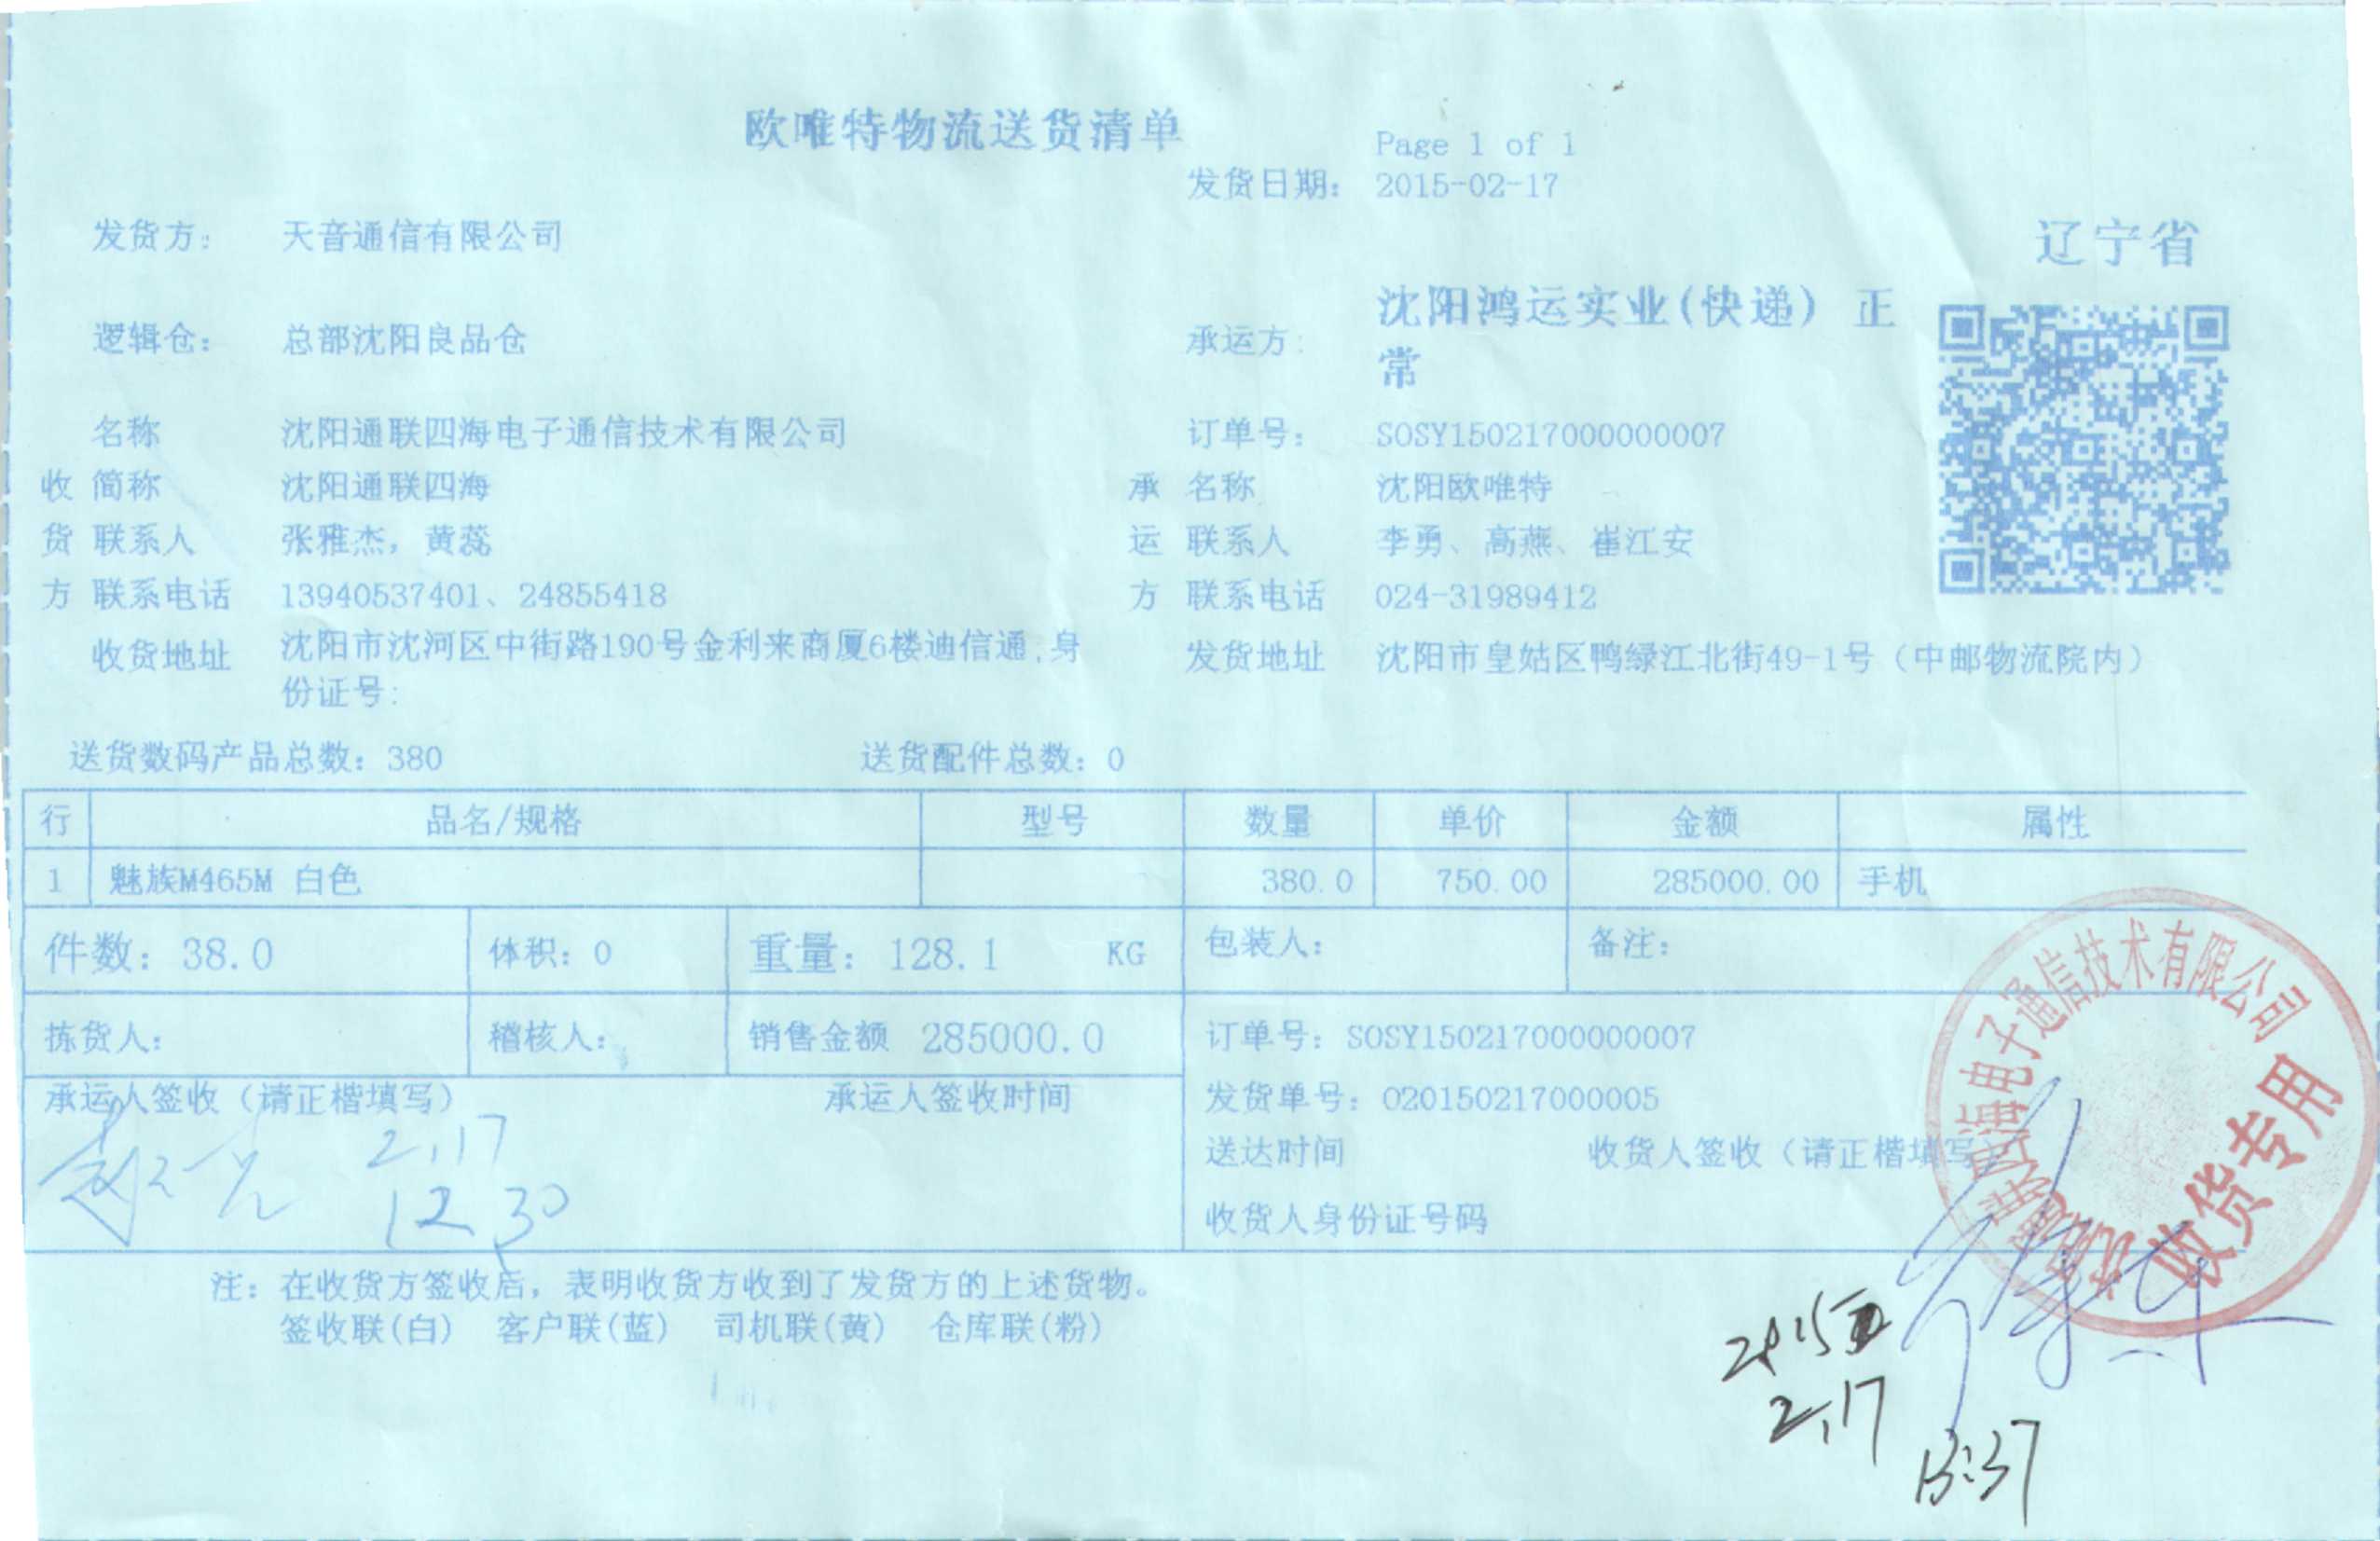 欧唯特物流送货清单
Page 1 of 1
发货日期: 2015-02-17
发货方: 天音通信有限公司
辽宁省
逻辑仓: 总部沈阳良品仓
承运方: 沈阳鸿运实业(快递) 正
常
名称 沈阳通联四海电子通信技术有限公司 订单号: SOSY150217000000007
收 简称 沈阳通联四海 承 名称 沈阳欧唯特
货 联系人 张雅杰, 黄蕊 运 联系人 李勇、高燕、崔江安
方 联系电话 13940537401、24855418 方 联系电话 024-31989412
收货地址 沈阳市沈河区中街路190号金利来商厦6楼迪信通,身 发货地址 沈阳市皇姑区鸭绿江北街49-1号（中邮物流院内）
份证号:
送货数码产品总数: 380 送货配件总数: 0
行 品名/规格 型号 数量 单价 金额 属性
1 魅族M465M 白色 380.0 750.00 285000.00 手机
件数: 38.0 体积: 0 重量: 128.1 KG 包装人: 备注:
拣货人: 稽核人: 销售金额 285000.0 订单号: SOSY150217000000007
承运人签收（请正楷填写） 承运人签收时间 发货单号: O20150217000005
2,17
12,30
送达时间 收货人签收（请正楷填写
收货人身份证号码
注: 在收货方签收后, 表明收货方收到了发货方的上述货物。
签收联(白) 客户联(蓝) 司机联(黄) 仓库联(粉)
联四海电子通信技术有限公司
收货专用
2015
2,17
13:37